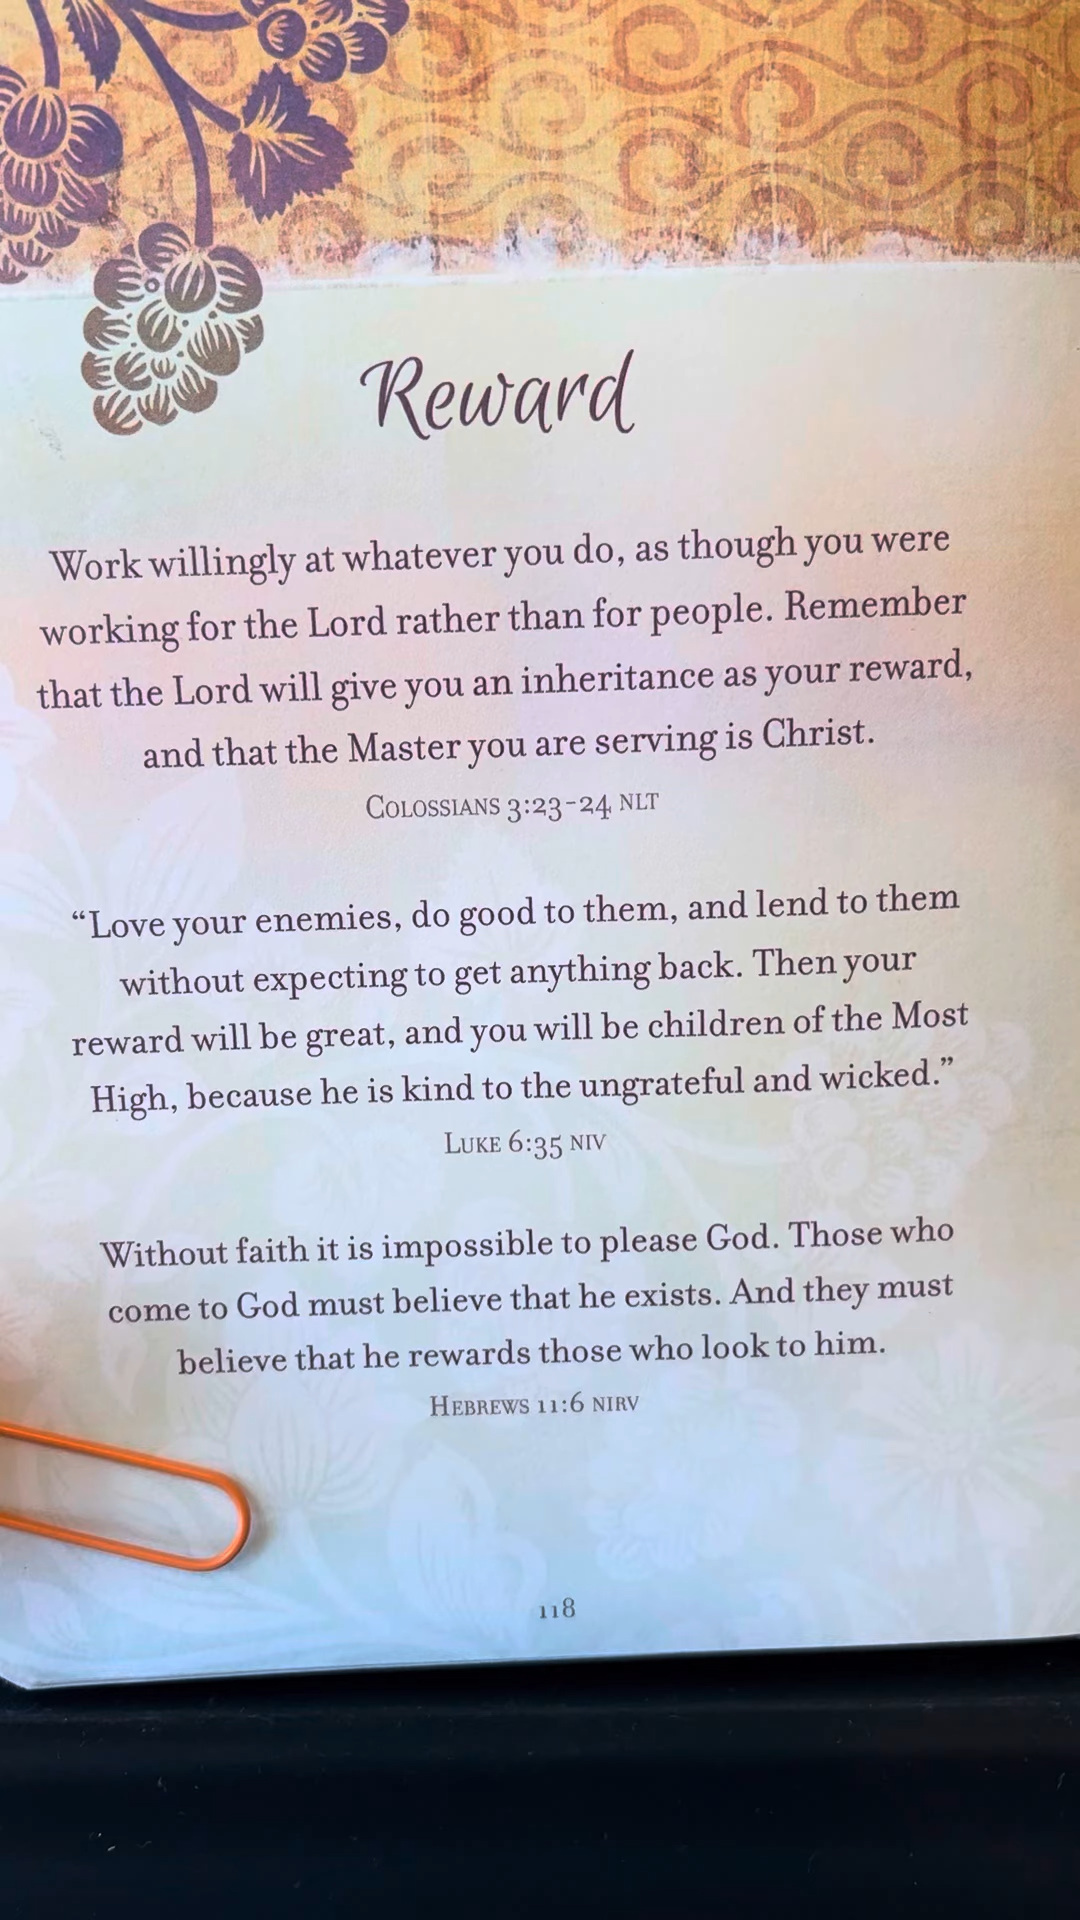 Reward
Work willingly at whatever you do, as though you were
working for the Lord rather than for people. Remember
that the Lord will give you an inheritance as your reward,
and that the Master you are serving is Christ.
Colossians 3:23-24 NLT
“Love your enemies, do good to them, and lend to them
without expecting to get anything back. Then your
reward will be great, and you will be children of the Most
High, because he is kind to the ungrateful and wicked.”
Luke 6:35 NIV
Without faith it is impossible to please God. Those who
come to God must believe that he exists. And they must
believe that he rewards those who look to him.
Hebrews 11:6 NIRV
118